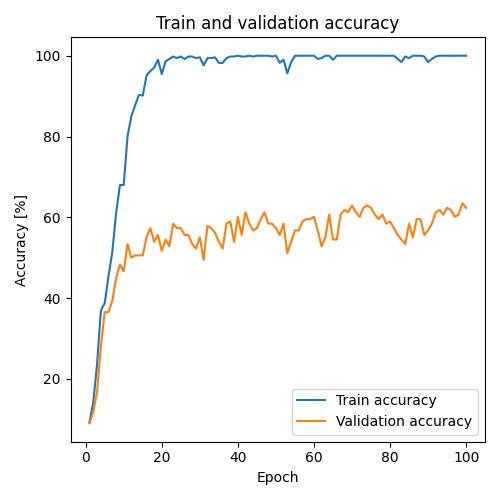 Train and validation accuracy
Accuracy [%]
100
80
60
40
20
0 20 40 60 80 100
Epoch
Train accuracy
Validation accuracy